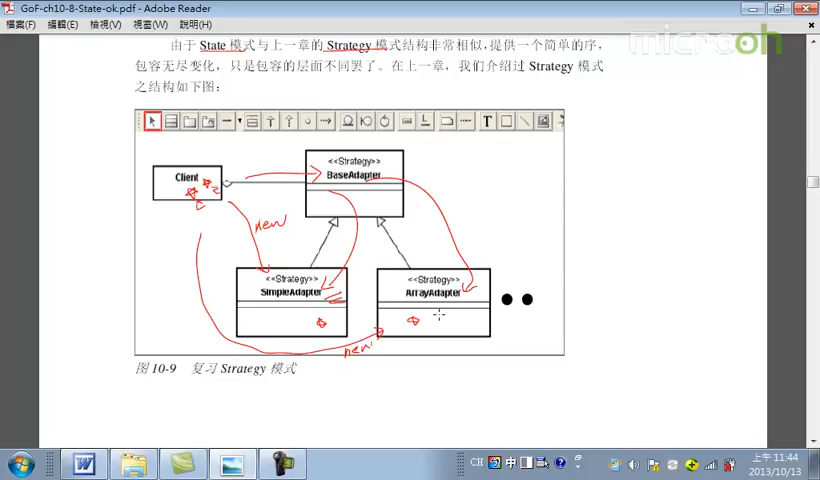 GoF-ch10-8-State-ok.pdf - Adobe Reader
檔案(F) 編輯(E) 檢視(V) 視窗(W) 說明(H)
microoh
由于 State 模式与上一章的 Strategy 模式结构非常相似，提供一个简单的序，
包容无尽变化，只是包容的层面不同罢了。在上一章，我们介绍过 Strategy 模式
之结构如下图：
T
<<Strategy>>
BaseAdapter
Client
new
<<Strategy>>
SimpleAdapter
<<Strategy>>
ArrayAdapter
new
图 10-9 复习 Strategy 模式
CH 中
上午 11:44
2013/10/13